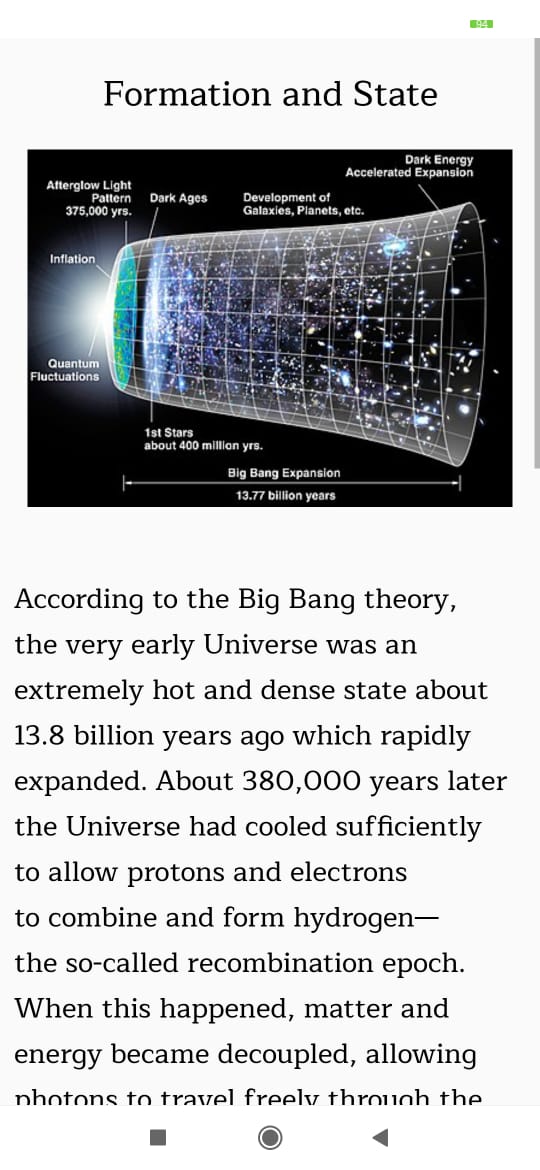 94
Formation and State
Dark Energy
Accelerated Expansion
Afterglow Light
Pattern
375,000 yrs.
Dark Ages
Development of
Galaxies, Planets, etc.
Inflation
Quantum
Fluctuations
1st Stars
about 400 million yrs.
Big Bang Expansion
13.77 billion years
According to the Big Bang theory,
the very early Universe was an
extremely hot and dense state about
13.8 billion years ago which rapidly
expanded. About 380,000 years later
the Universe had cooled sufficiently
to allow protons and electrons
to combine and form hydrogen—
the so-called recombination epoch.
When this happened, matter and
energy became decoupled, allowing
photons to travel freely through the